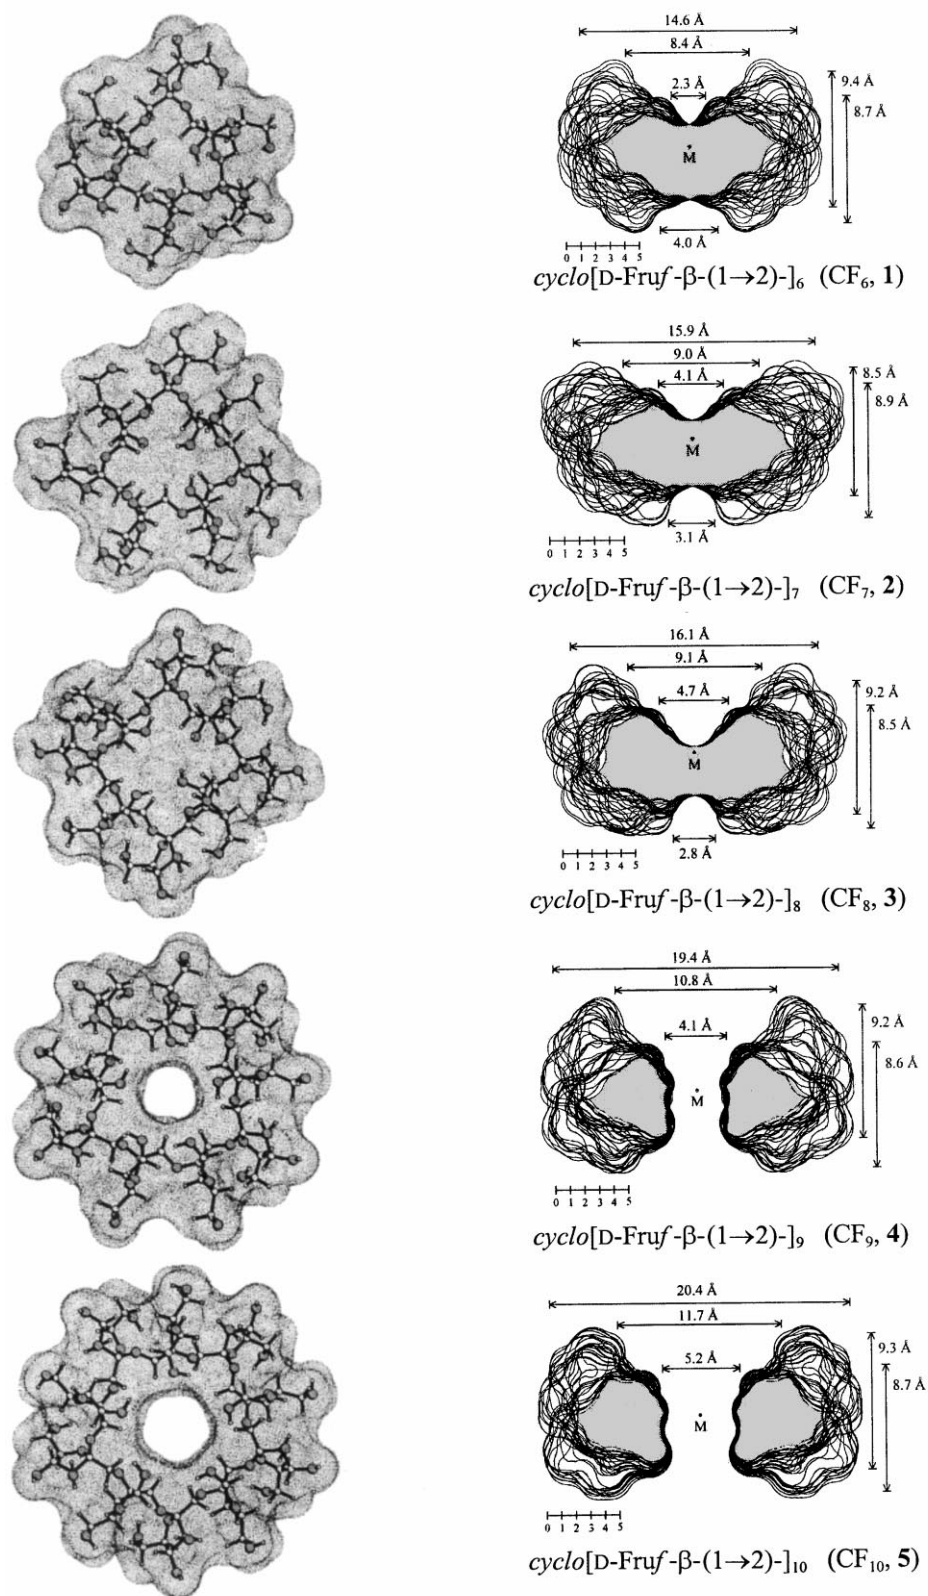 14.6 Å
8.4 Å
2.3 Å
9.4 Å
8.7 Å
M
4.0 Å
0 1 2 3 4 5
cyclo[D-Fruf-β-(1→2)-]₆ (CF₆, 1)
15.9 Å
9.0 Å
4.1 Å
8.5 Å
8.9 Å
M
3.1 Å
0 1 2 3 4 5
cyclo[D-Fruf-β-(1→2)-]₇ (CF₇, 2)
16.1 Å
9.1 Å
4.7 Å
9.2 Å
8.5 Å
M
2.8 Å
0 1 2 3 4 5
cyclo[D-Fruf-β-(1→2)-]₈ (CF₈, 3)
19.4 Å
10.8 Å
4.1 Å
9.2 Å
8.6 Å
M
0 1 2 3 4 5
cyclo[D-Fruf-β-(1→2)-]₉ (CF₉, 4)
20.4 Å
11.7 Å
5.2 Å
9.3 Å
8.7 Å
M
0 1 2 3 4 5
cyclo[D-Fruf-β-(1→2)-]₁₀ (CF₁₀, 5)